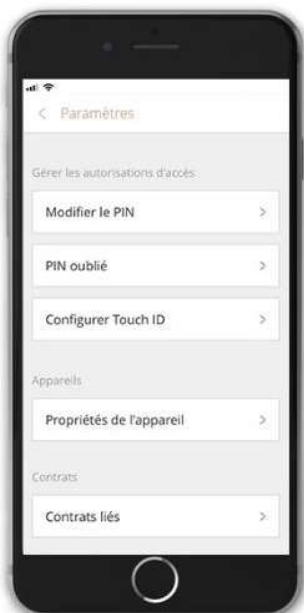 Paramètres
Gérer les autorisations d'accès
Modifier le PIN
PIN oublié
Configurer Touch ID
Appareils
Propriétés de l'appareil
Contrats
Contrats liés